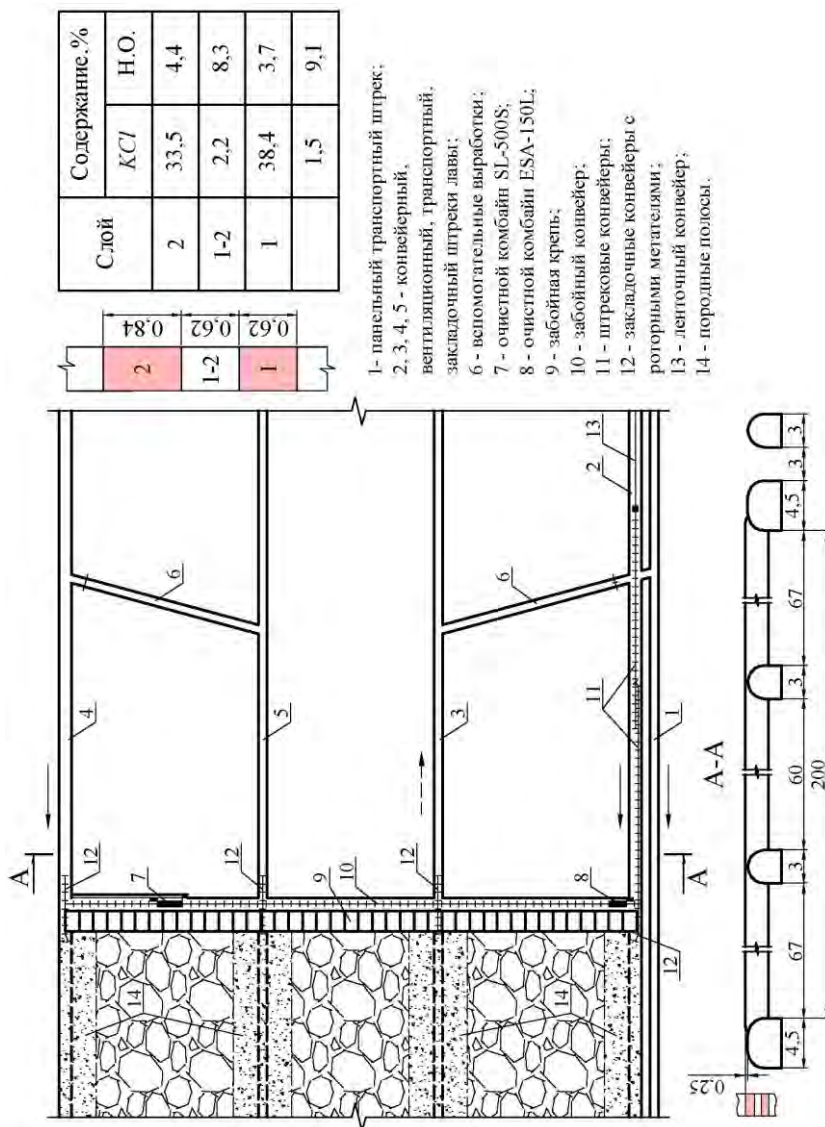 Слой Содержание.%
KCl Н.О.
2 33,5 4,4
1-2 2,2 8,3
1 38,4 3,7
1,5 9,1
2
1-2
1
0,84
0,62
0,62
1- панельный транспортный штрек;
2, 3, 4, 5 - конвейерный,
вентиляционный, транспортный,
закладочный штреки лавы;
6 - вспомогательные выработки;
7 - очистной комбайн SL-500S;
8 - очистной комбайн ESA-150L;
9 - забойная крепь;
10 - забойный конвейер;
11 - штрековые конвейеры;
12 - закладочные конвейеры с
роторными метателями;
13 - ленточный конвейер;
14 - породные полосы.
A A
12
4
6
7
14
12
5
9
10
12
3
6
14
8
11
2
13
12
1
A-A
0,25
4,5 67 3 60 3 67 4,5 3 3
200